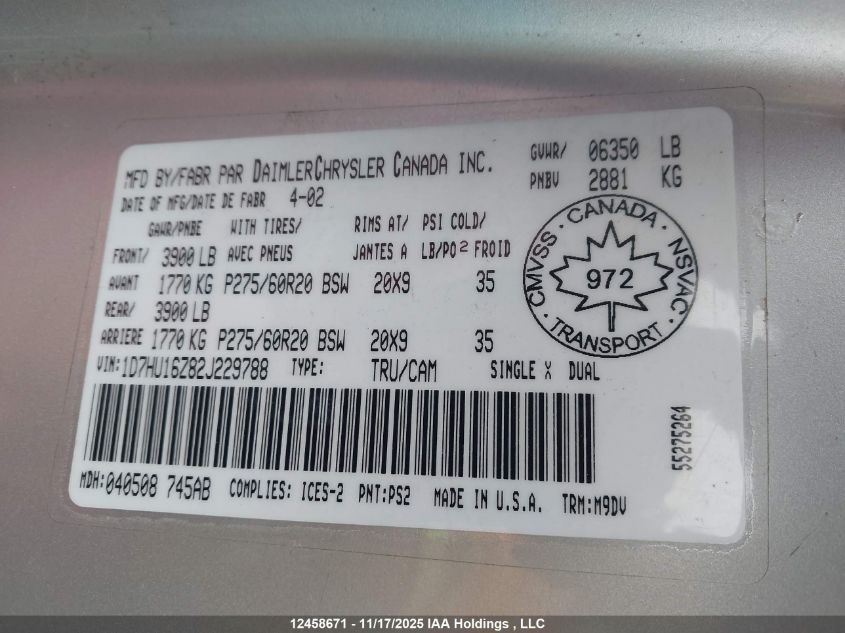 MFD BY/FABR PAR DAIMLERCHRYSLER CANADA INC.
GVWR/ 06350 LB
PNBV 2881 KG
DATE OF MFG/DATE DE FABR 4-02
GAWR/PNBE WITH TIRES/ RIMS AT/ PSI COLD/
FRONT/ 3900 LB AVEC PNEUS JANTES A LB/PO2 FROID
AVANT 1770 KG P275/60R20 BSW 20X9 35
REAR/ 3900 LB
ARRIERE 1770 KG P275/60R20 BSW 20X9 35
CANADA
CMVSS · NSVAC
972
TRANSPORT
VIN:1D7HU16Z82J229788 TYPE: TRU/CAM SINGLE X DUAL
55275264
MDH:040508 745AB COMPLIES: ICES-2 PNT:PS2 MADE IN U.S.A. TRM:M9DV
12458671 - 11/17/2025 IAA Holdings , LLC